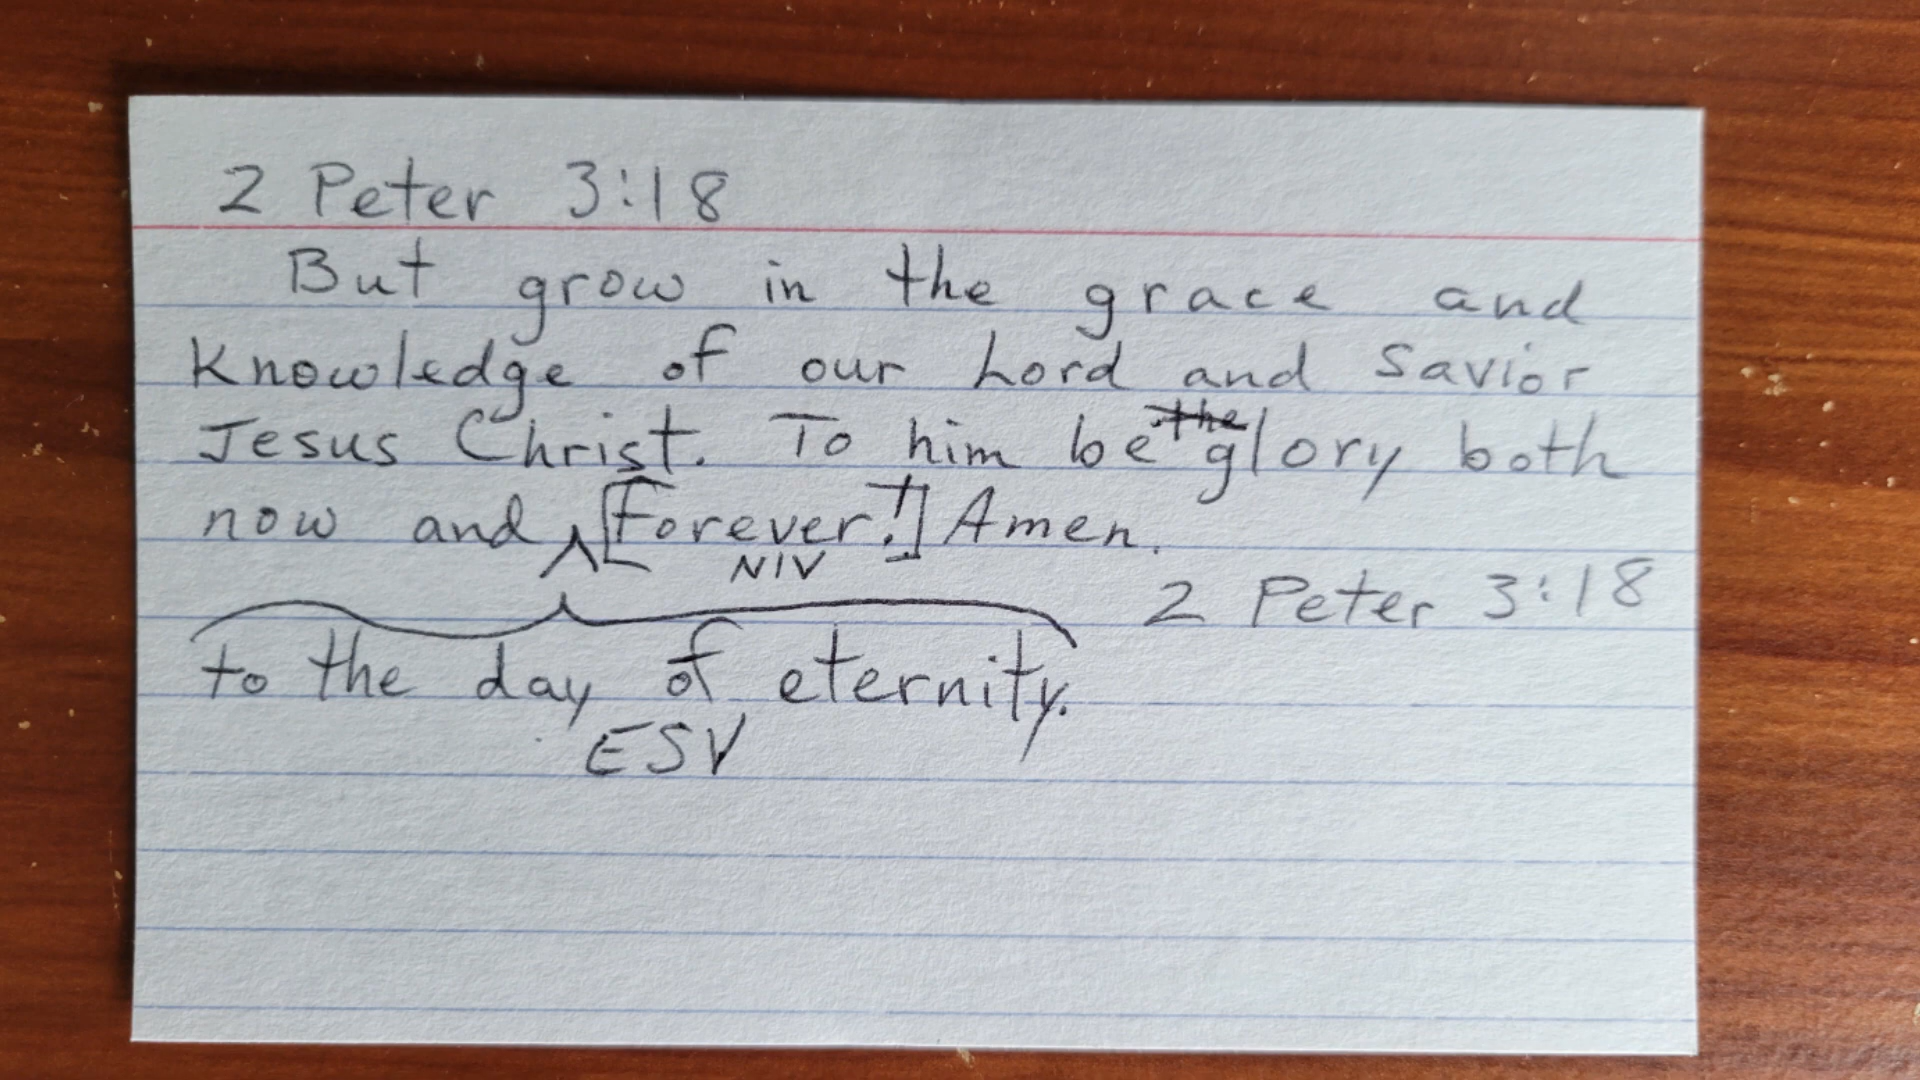 2 Peter 3:18
But grow in the grace and
Knowledge of our Lord and Savior
Jesus Christ. To him be the glory both
now and [Forever!] Amen.
NIV
2 Peter 3:18
to the day of eternity.
ESV